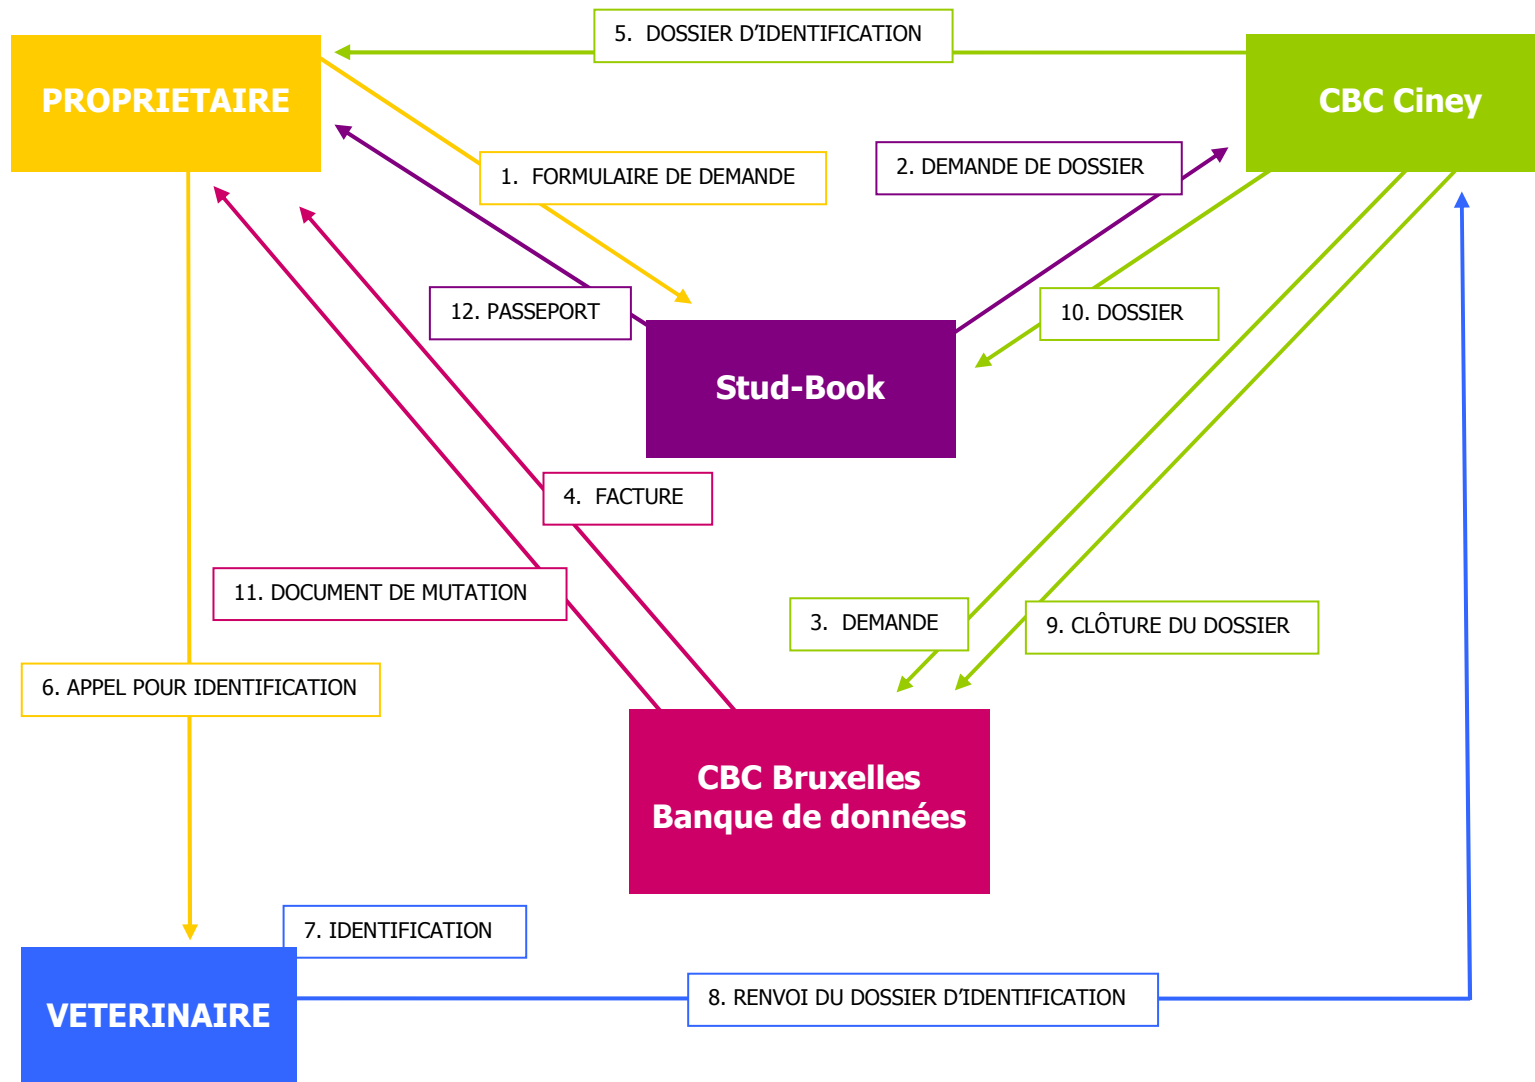 5. DOSSIER D’IDENTIFICATION
PROPRIETAIRE
CBC Ciney
1. FORMULAIRE DE DEMANDE
2. DEMANDE DE DOSSIER
12. PASSEPORT
10. DOSSIER
Stud-Book
4. FACTURE
11. DOCUMENT DE MUTATION
3. DEMANDE
9. CLÔTURE DU DOSSIER
6. APPEL POUR IDENTIFICATION
CBC Bruxelles
Banque de données
7. IDENTIFICATION
8. RENVOI DU DOSSIER D’IDENTIFICATION
VETERINAIRE